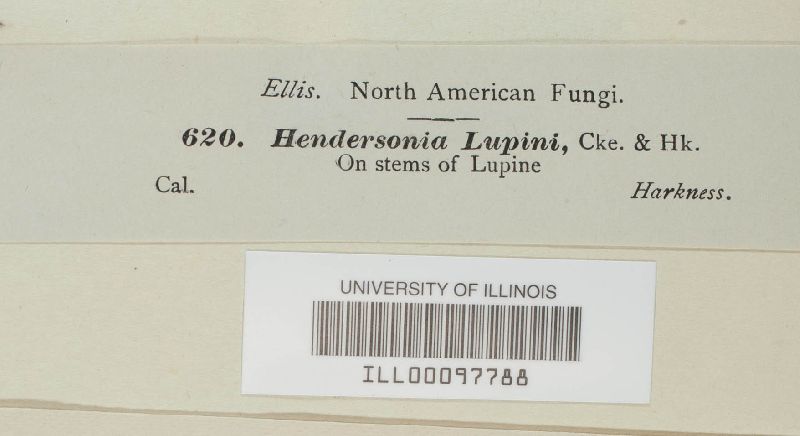 Ellis. North American Fungi.
620. Hendersonia Lupini, Cke. & Hk.
On stems of Lupine
Cal. Harkness.
UNIVERSITY OF ILLINOIS
ILL00097788